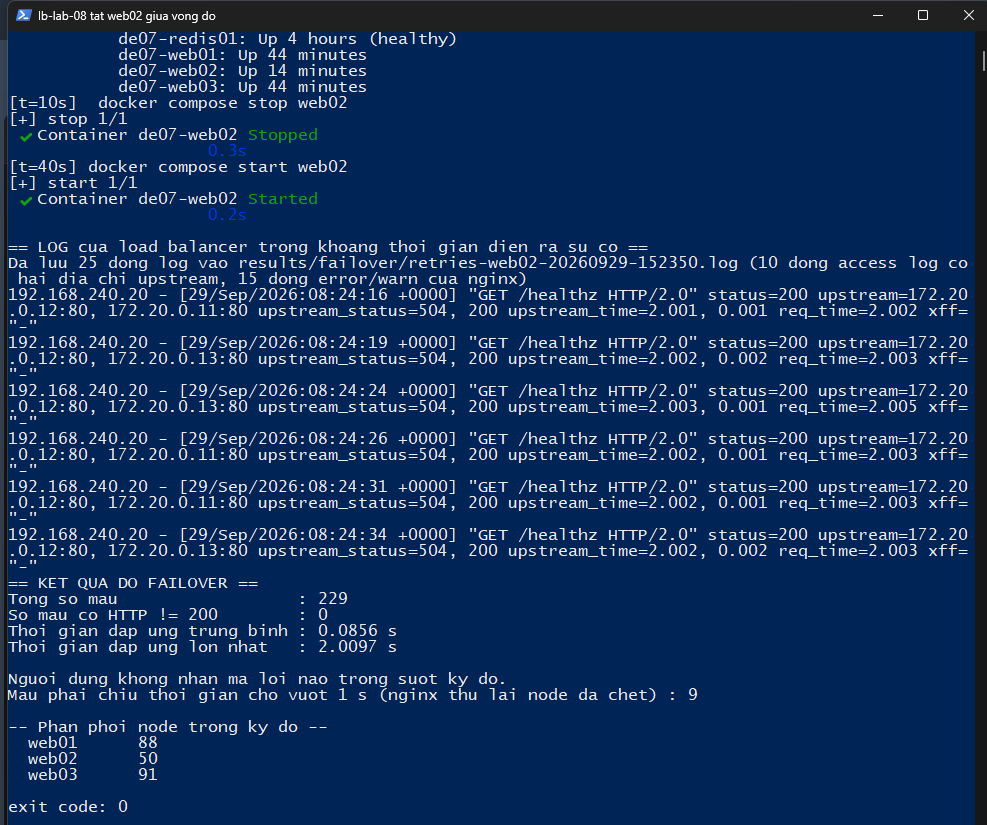 lb-lab-08 tat web02 giua vong do
de07-redis01: Up 4 hours (healthy)
de07-web01: Up 44 minutes
de07-web02: Up 14 minutes
de07-web03: Up 44 minutes
[t=10s]  docker compose stop web02
[+] stop 1/1
✔ Container de07-web02 Stopped
0.3s
[t=40s] docker compose start web02
[+] start 1/1
✔ Container de07-web02 Started
0.2s
== LOG cua load balancer trong khoang thoi gian dien ra su co ==
Da luu 25 dong log vao results/failover/retries-web02-20260929-152350.log (10 dong access log co
hai dia chi upstream, 15 dong error/warn cua nginx)
192.168.240.20 - [29/Sep/2026:08:24:16 +0000] "GET /healthz HTTP/2.0" status=200 upstream=172.20
.0.12:80, 172.20.0.11:80 upstream_status=504, 200 upstream_time=2.001, 0.001 req_time=2.002 xff=
"-"
192.168.240.20 - [29/Sep/2026:08:24:19 +0000] "GET /healthz HTTP/2.0" status=200 upstream=172.20
.0.12:80, 172.20.0.13:80 upstream_status=504, 200 upstream_time=2.002, 0.002 req_time=2.003 xff=
"-"
192.168.240.20 - [29/Sep/2026:08:24:24 +0000] "GET /healthz HTTP/2.0" status=200 upstream=172.20
.0.12:80, 172.20.0.13:80 upstream_status=504, 200 upstream_time=2.003, 0.001 req_time=2.005 xff=
"-"
192.168.240.20 - [29/Sep/2026:08:24:26 +0000] "GET /healthz HTTP/2.0" status=200 upstream=172.20
.0.12:80, 172.20.0.11:80 upstream_status=504, 200 upstream_time=2.002, 0.001 req_time=2.003 xff=
"-"
192.168.240.20 - [29/Sep/2026:08:24:31 +0000] "GET /healthz HTTP/2.0" status=200 upstream=172.20
.0.12:80, 172.20.0.11:80 upstream_status=504, 200 upstream_time=2.002, 0.001 req_time=2.003 xff=
"-"
192.168.240.20 - [29/Sep/2026:08:24:34 +0000] "GET /healthz HTTP/2.0" status=200 upstream=172.20
.0.12:80, 172.20.0.13:80 upstream_status=504, 200 upstream_time=2.002, 0.002 req_time=2.003 xff=
"-"
== KET QUA DO FAILOVER ==
Tong so mau                  : 229
So mau co HTTP != 200        : 0
Thoi gian dap ung trung binh : 0.0856 s
Thoi gian dap ung lon nhat   : 2.0097 s
Nguoi dung khong nhan ma loi nao trong suot ky do.
Mau phai chiu thoi gian cho vuot 1 s (nginx thu lai node da chet) : 9
-- Phan phoi node trong ky do --
web01      88
web02      50
web03      91
exit code: 0